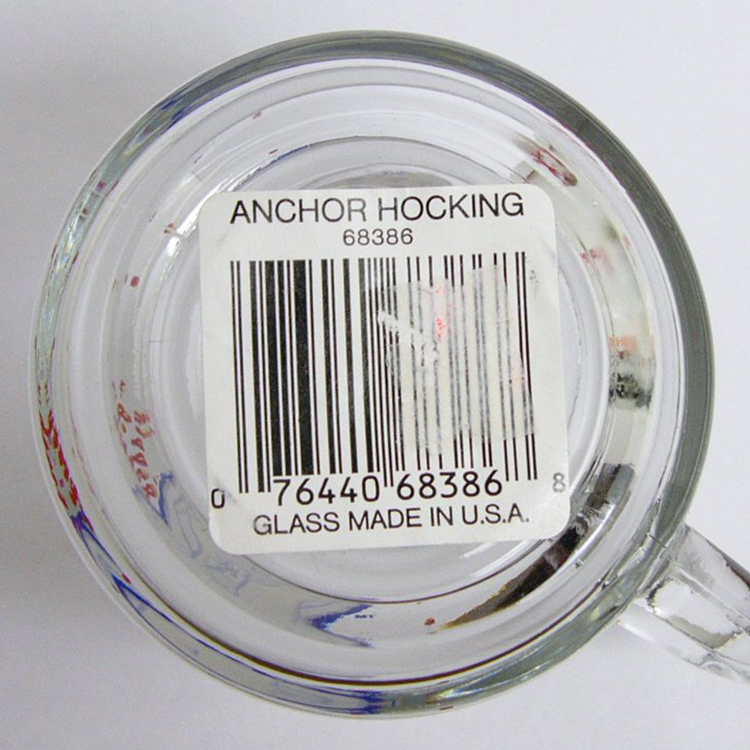 ANCHOR HOCKING
68386
0 76440 68386 8
GLASS MADE IN U.S.A.